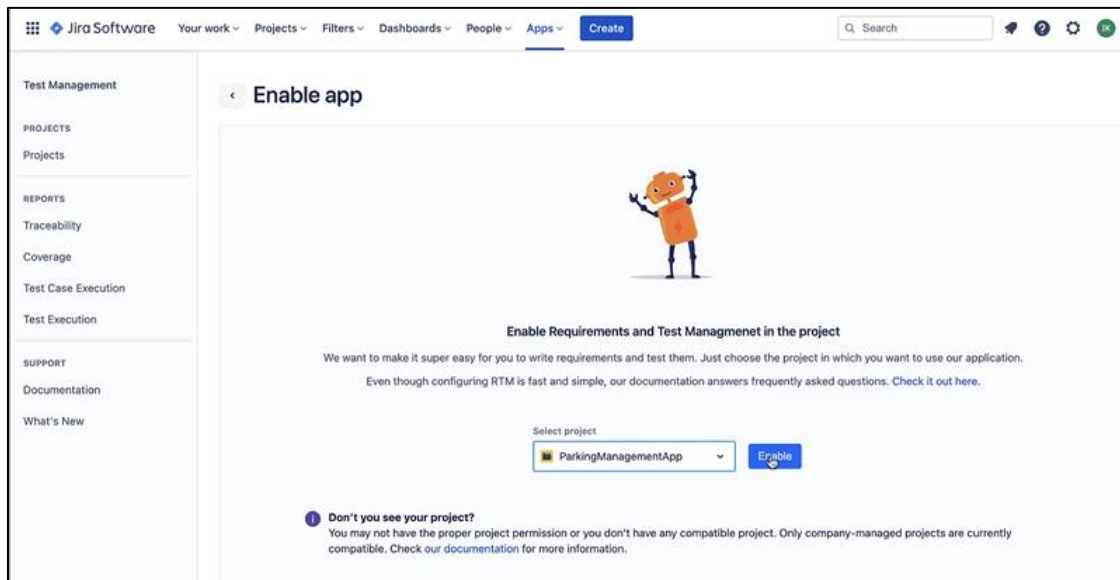 Jira Software Your work Projects Filters Dashboards People Apps Create Search IK
Test Management
PROJECTS
Projects
REPORTS
Traceability
Coverage
Test Case Execution
Test Execution
SUPPORT
Documentation
What's New
Enable app
Enable Requirements and Test Managmenet in the project
We want to make it super easy for you to write requirements and test them. Just choose the project in which you want to use our application.
Even though configuring RTM is fast and simple, our documentation answers frequently asked questions. Check it out here.
Select project
ParkingManagementApp Enable
Don't you see your project?
You may not have the proper project permission or you don't have any compatible project. Only company-managed projects are currently
compatible. Check our documentation for more information.